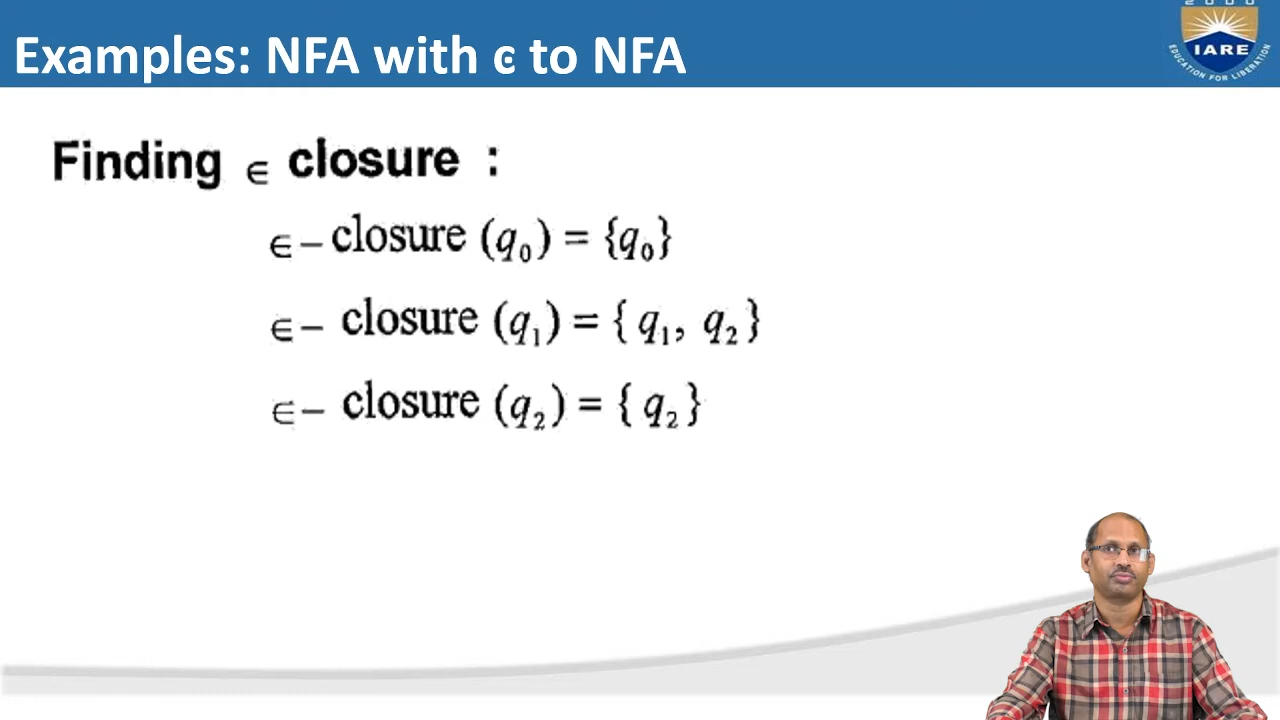 Examples: NFA with ϵ to NFA
2000
IARE
EDUCATION FOR LIBERATION
Finding ∈ closure :
∈– closure (q₀) = {q₀}
∈– closure (q₁) = { q₁, q₂ }
∈– closure (q₂) = { q₂ }